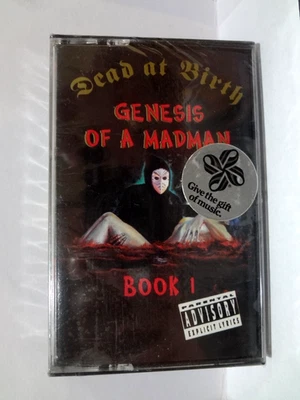 Dead at Birth
GENESIS
OF A MADMAN
Give the gift
of music.
BOOK I
PARENTAL
ADVISORY
EXPLICIT LYRICS